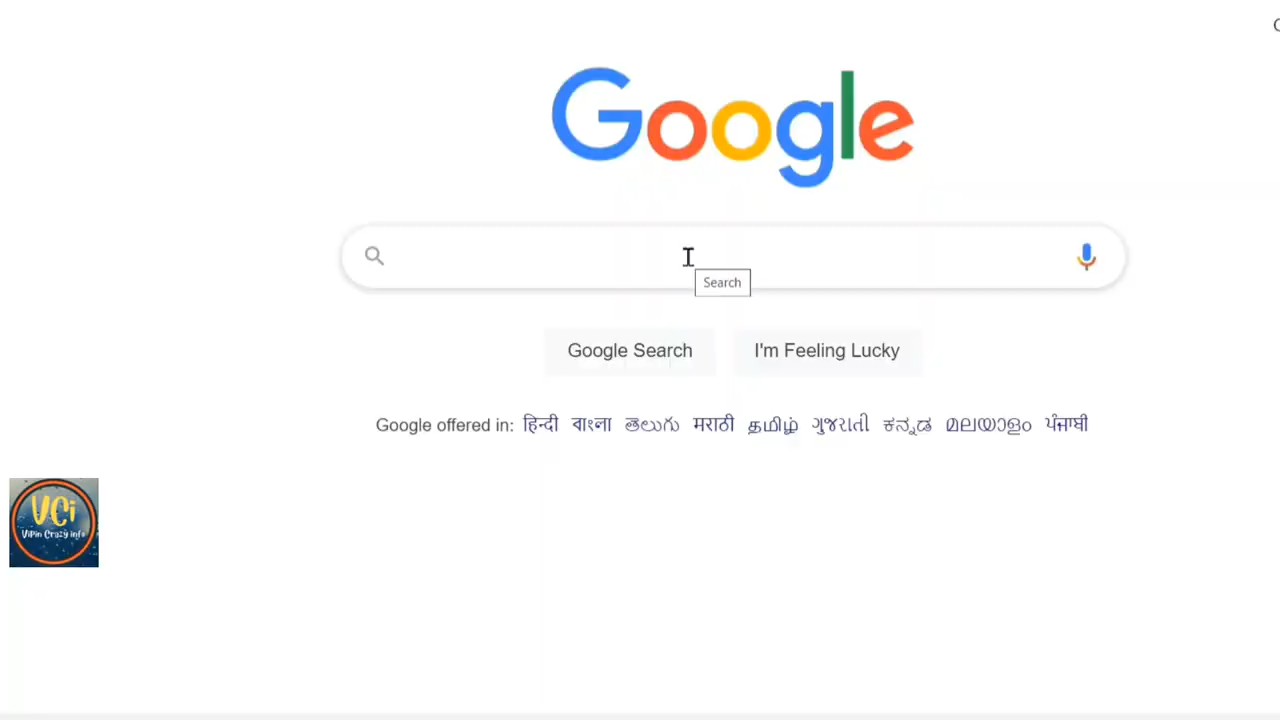 Google
Search
Google Search I'm Feeling Lucky
Google offered in: हिन्दी বাংলা తెలుగు मराठी தமிழ் ગુજરાતી ಕನ್ನಡ മലയാളം ਪੰਜਾਬੀ
VCi
ViPin Crazy info